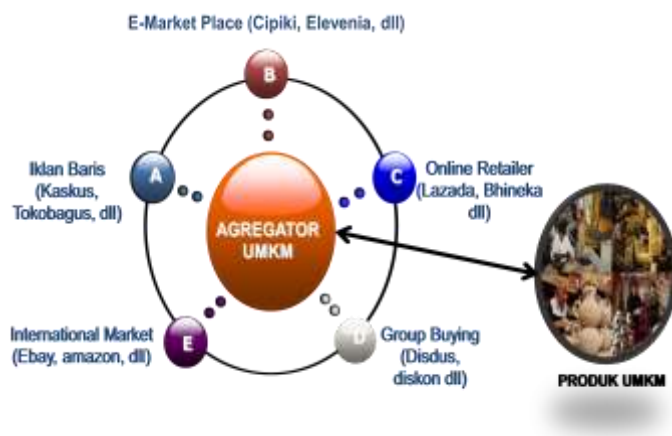 E-Market Place (Cipiki, Elevenia, dll)
B
Iklan Baris
(Kaskus,
Tokobagus, dll)
A
C
Online Retailer
(Lazada, Bhineka
dll)
AGREGATOR
UMKM
International Market
(Ebay, amazon, dll)
E
D
Group Buying
(Disdus,
diskon dll)
PRODUK UMKM